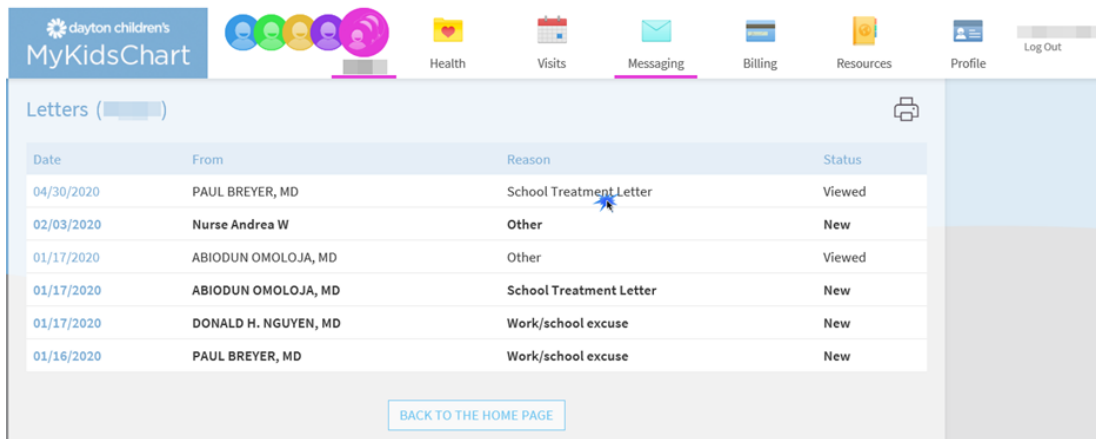 dayton children's
MyKidsChart
Health
Visits
Messaging
Billing
Resources
Profile
Log Out
Letters ( )
Date From Reason Status
04/30/2020 PAUL BREYER, MD School Treatment Letter Viewed
02/03/2020 Nurse Andrea W Other New
01/17/2020 ABIODUN OMOLOJA, MD Other Viewed
01/17/2020 ABIODUN OMOLOJA, MD School Treatment Letter New
01/17/2020 DONALD H. NGUYEN, MD Work/school excuse New
01/16/2020 PAUL BREYER, MD Work/school excuse New
BACK TO THE HOME PAGE